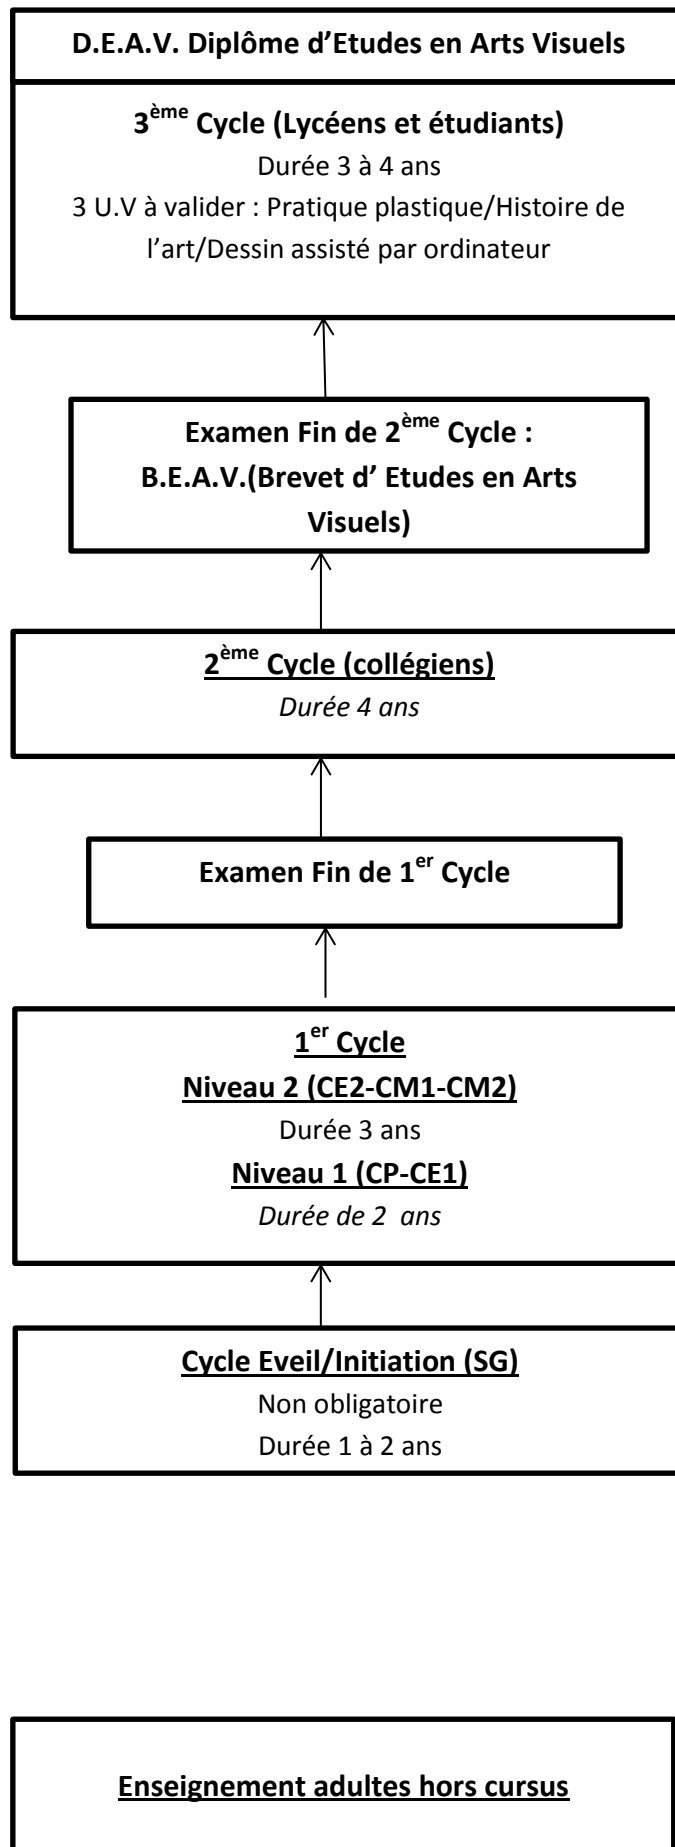 D.E.A.V. Diplôme d’Etudes en Arts Visuels
3ème Cycle (Lycéens et étudiants)
Durée 3 à 4 ans
3 U.V à valider : Pratique plastique/Histoire de
l’art/Dessin assisté par ordinateur
Examen Fin de 2ème Cycle :
B.E.A.V.(Brevet d’ Etudes en Arts
Visuels)
2ème Cycle (collégiens)
Durée 4 ans
Examen Fin de 1er Cycle
1er Cycle
Niveau 2 (CE2-CM1-CM2)
Durée 3 ans
Niveau 1 (CP-CE1)
Durée de 2 ans
Cycle Eveil/Initiation (SG)
Non obligatoire
Durée 1 à 2 ans
Enseignement adultes hors cursus